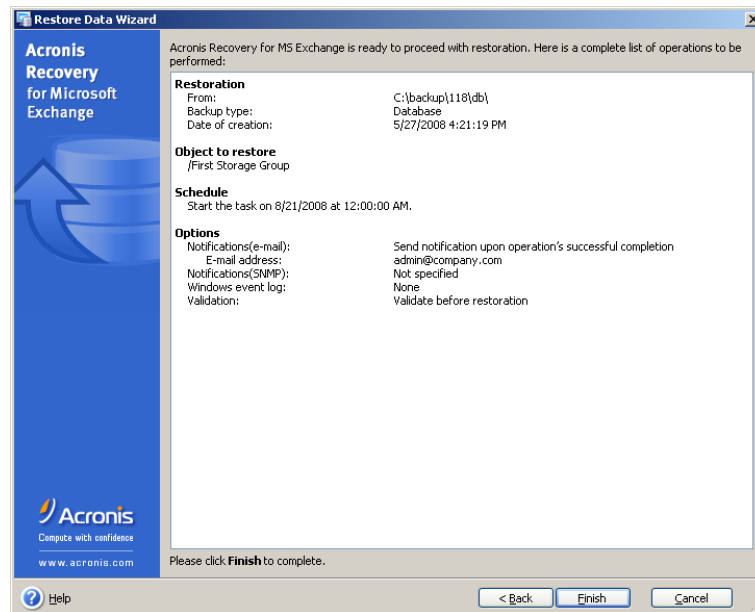 Restore Data Wizard
Acronis
Recovery
for Microsoft
Exchange
Acronis Recovery for MS Exchange is ready to proceed with restoration. Here is a complete list of operations to be
performed:
Restoration
From: C:\backup\118\db\
Backup type: Database
Date of creation: 5/27/2008 4:21:19 PM
Object to restore
/First Storage Group
Schedule
Start the task on 8/21/2008 at 12:00:00 AM.
Options
Notifications(e-mail): Send notification upon operation's successful completion
E-mail address: admin@company.com
Notifications(SNMP): Not specified
Windows event log: None
Validation: Validate before restoration
Acronis
Compute with confidence
www.acronis.com
Please click Finish to complete.
Help
< Back
Finish
Cancel